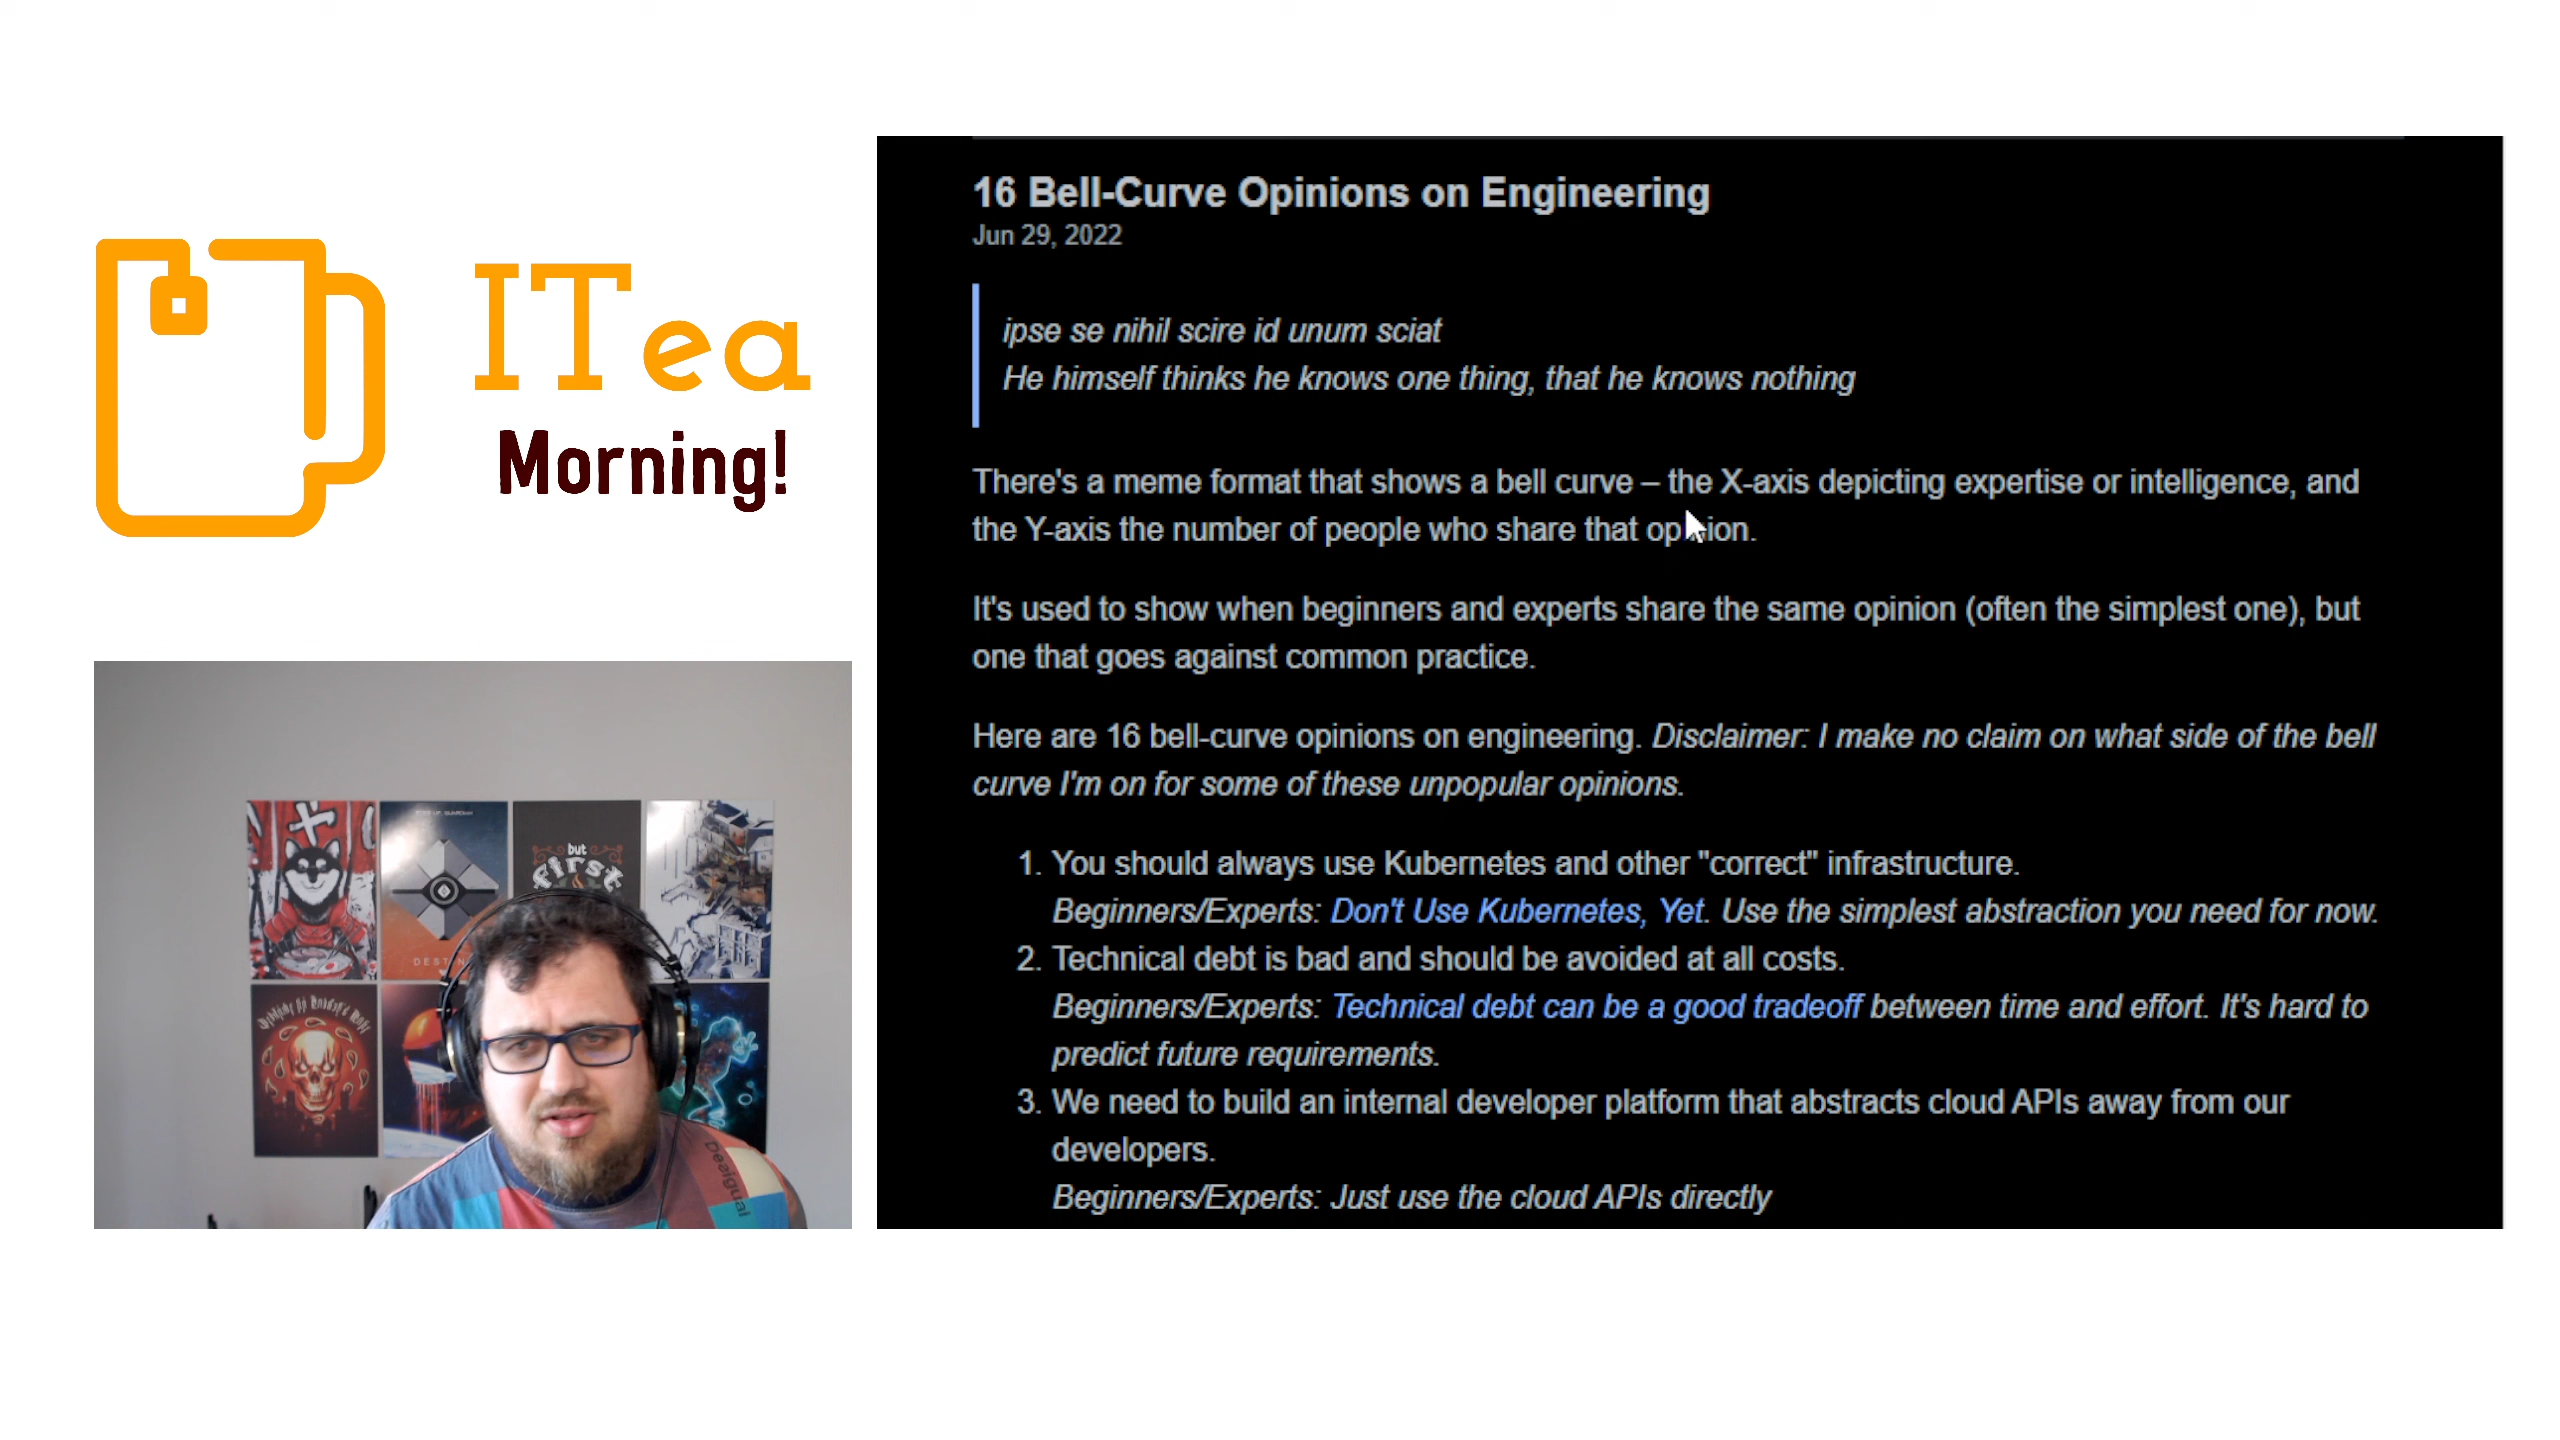 ITea
Morning!
16 Bell-Curve Opinions on Engineering
Jun 29, 2022
ipse se nihil scire id unum sciat
He himself thinks he knows one thing, that he knows nothing
There's a meme format that shows a bell curve – the X-axis depicting expertise or intelligence, and
the Y-axis the number of people who share that opinion.
It's used to show when beginners and experts share the same opinion (often the simplest one), but
one that goes against common practice.
Here are 16 bell-curve opinions on engineering. Disclaimer: I make no claim on what side of the bell
curve I'm on for some of these unpopular opinions.
1. You should always use Kubernetes and other "correct" infrastructure.
Beginners/Experts: Don't Use Kubernetes, Yet. Use the simplest abstraction you need for now.
2. Technical debt is bad and should be avoided at all costs.
Beginners/Experts: Technical debt can be a good tradeoff between time and effort. It's hard to
predict future requirements.
3. We need to build an internal developer platform that abstracts cloud APIs away from our
developers.
Beginners/Experts: Just use the cloud APIs directly
but
first
DESTIN
Desigual